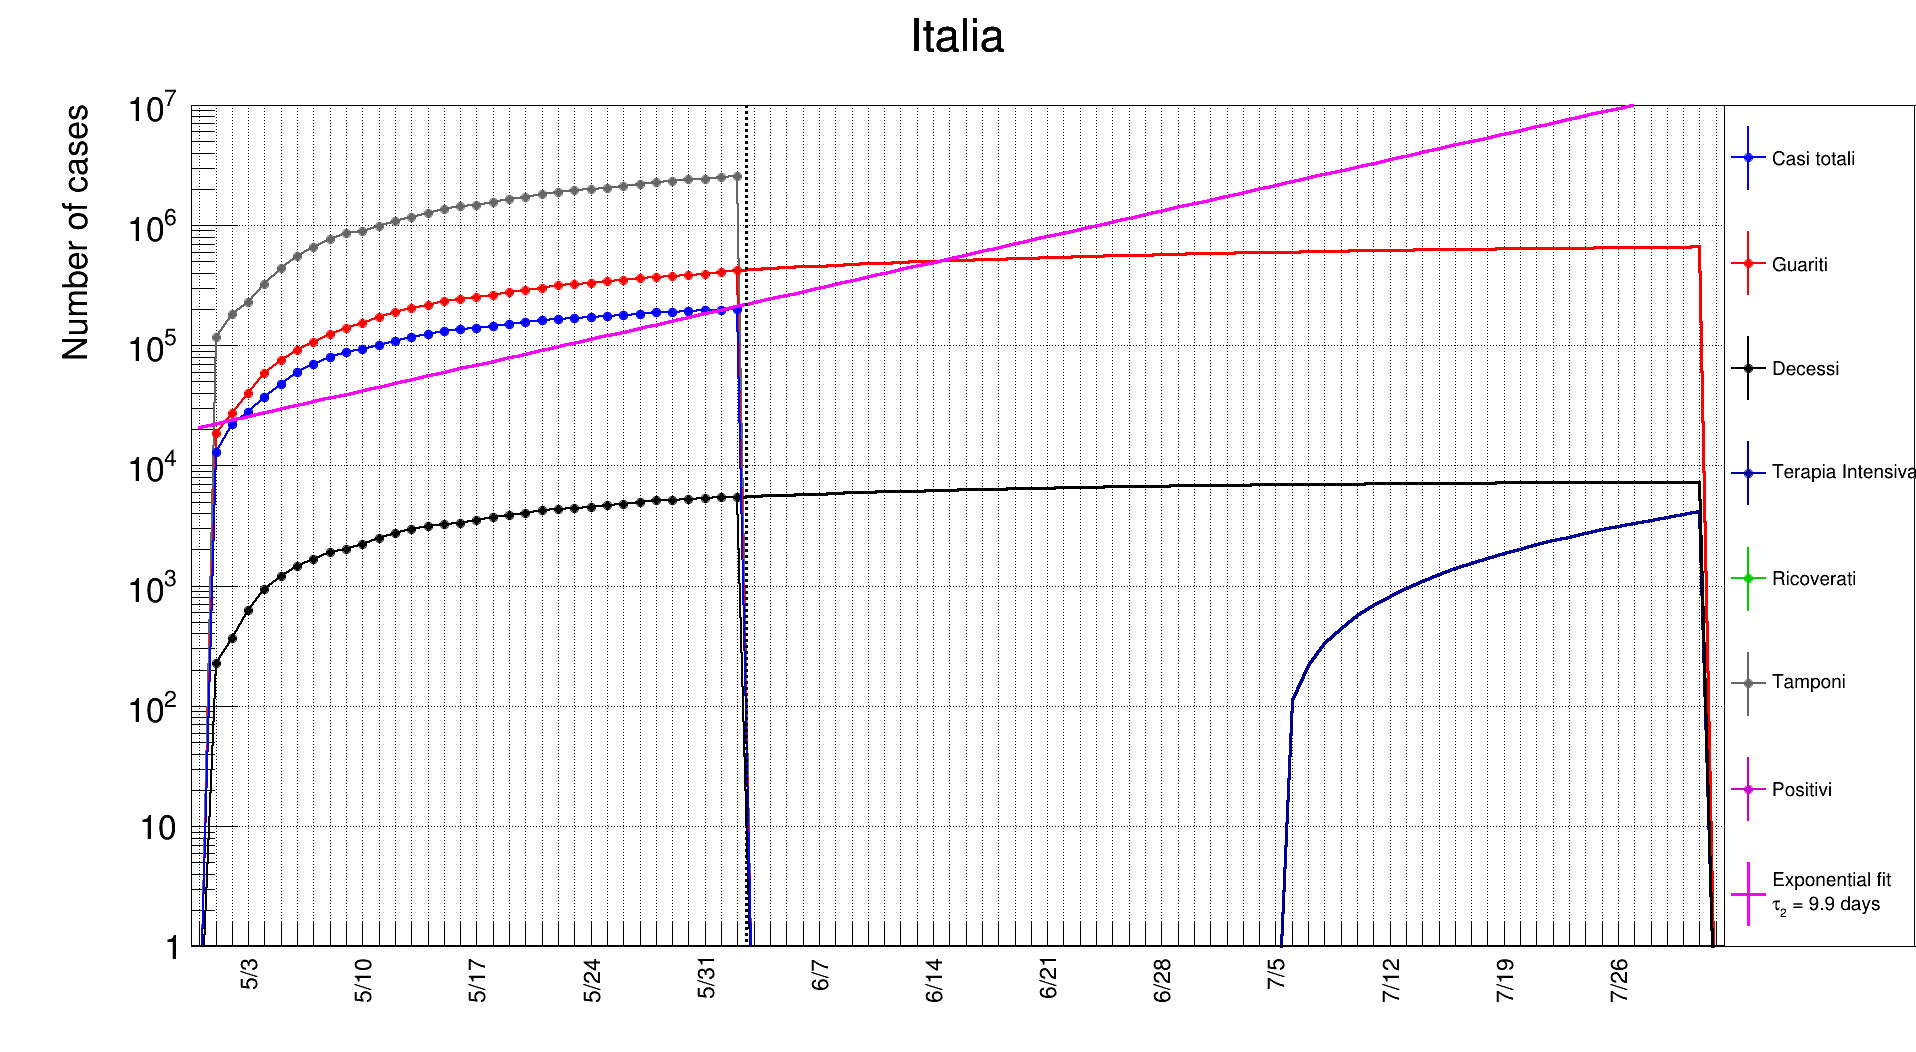 Italia
Number of cases
10^7
10^6
10^5
10^4
10^3
10^2
10
1
5/3
5/10
5/17
5/24
5/31
6/7
6/14
6/21
6/28
7/5
7/12
7/19
7/26
Casi totali
Guariti
Decessi
Terapia Intensiva
Ricoverati
Tamponi
Positivi
Exponential fit
τ₂ = 9.9 days